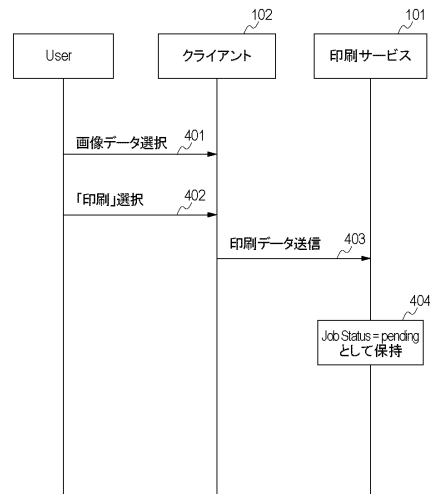 102
101
User
クライアント
印刷サービス
画像データ選択
401
「印刷」選択
402
印刷データ送信
403
404
Job Status = pending
として保持